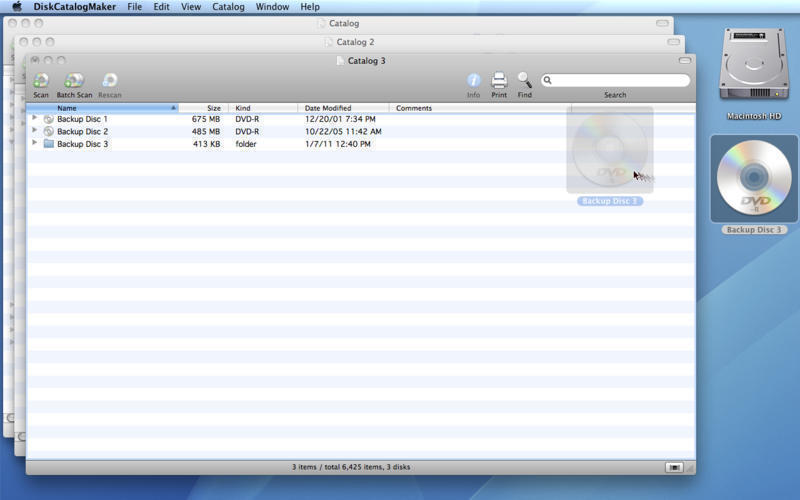 DiskCatalogMaker File Edit View Catalog Window Help
Catalog
Catalog 2
Catalog 3
Scan Batch Scan Rescan Info Print Find Search
Name Size Kind Date Modified Comments
Backup Disc 1 675 MB DVD-R 12/20/01 7:34 PM
Backup Disc 2 485 MB DVD-R 10/22/05 11:42 AM
Backup Disc 3 413 KB folder 1/7/11 12:40 PM
DVD
Backup Disc 3
Macintosh HD
DVD
-R
Backup Disc 3
3 items / total 6,425 items, 3 disks